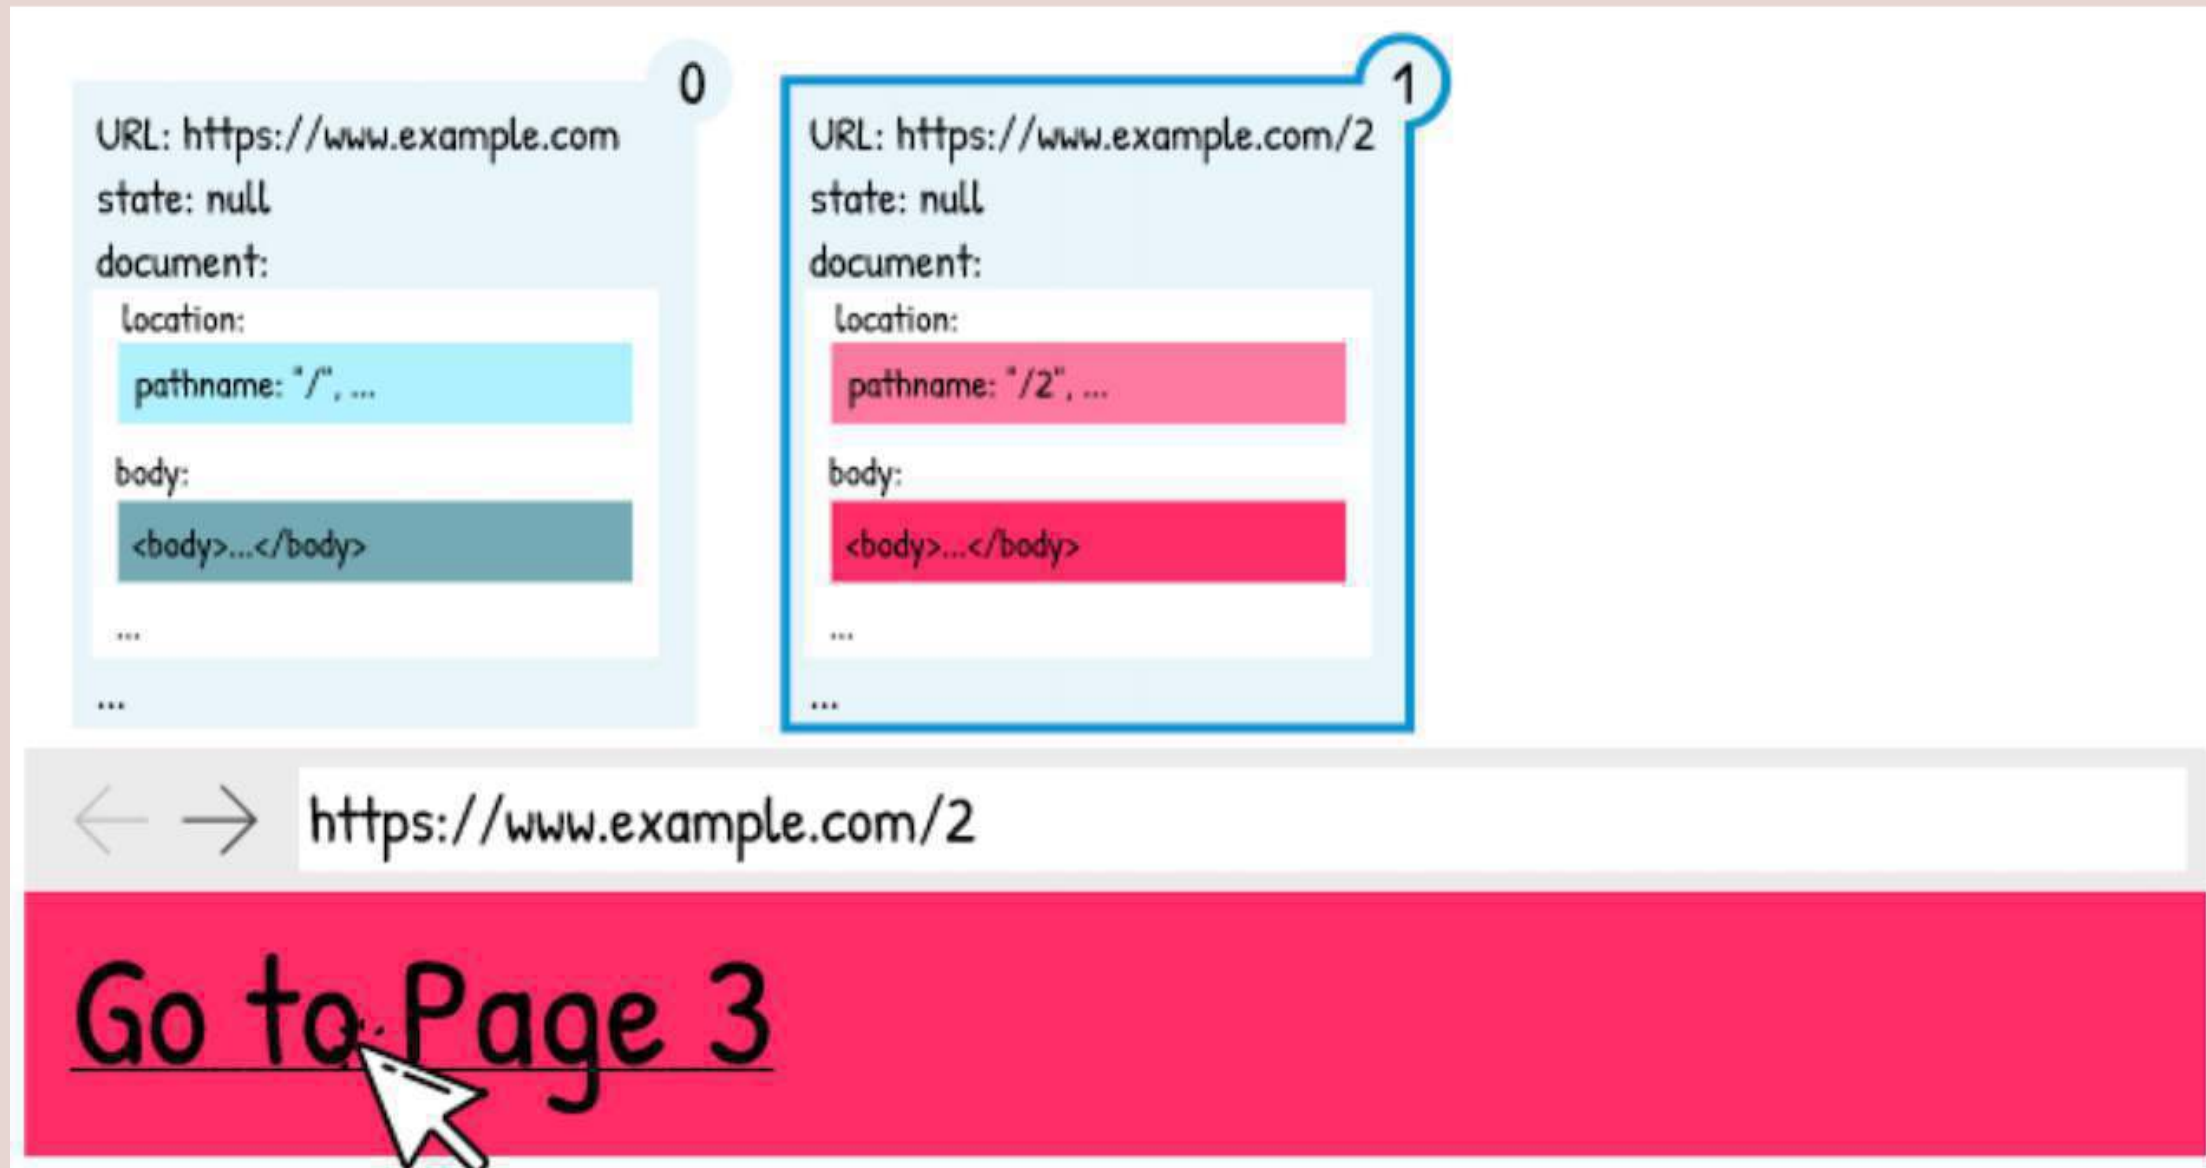 0
URL: https://www.example.com
state: null
document:
location:
pathname: "/", ...
body:
<body>...</body>
...
...
1
URL: https://www.example.com/2
state: null
document:
location:
pathname: "/2", ...
body:
<body>...</body>
...
...
https://www.example.com/2
Go to Page 3